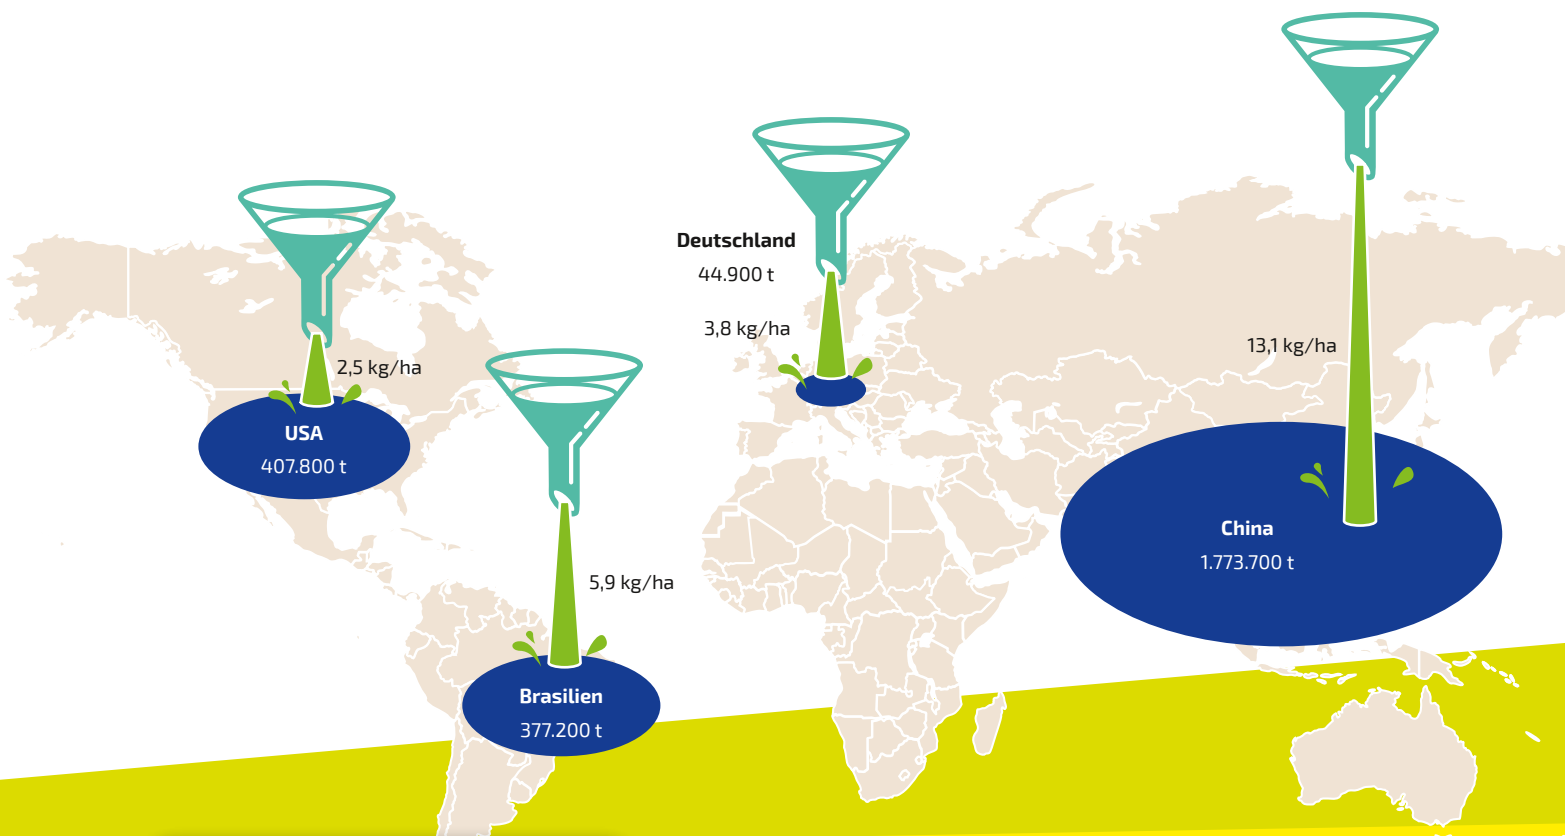 Deutschland
44.900 t
3,8 kg/ha
13,1 kg/ha
2,5 kg/ha
USA
407.800 t
China
1.773.700 t
5,9 kg/ha
Brasilien
377.200 t